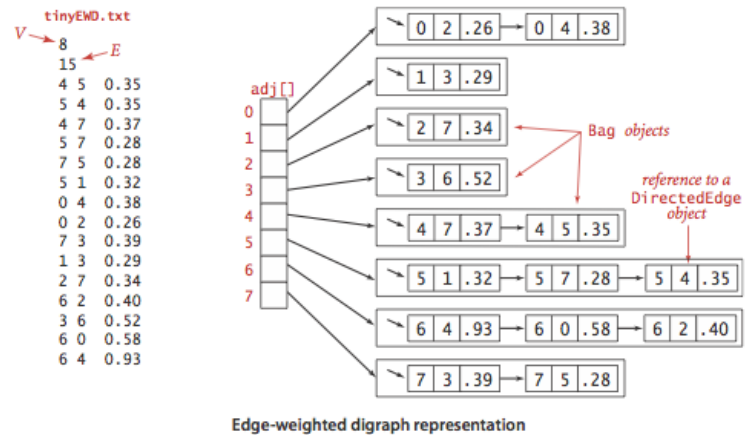 tinyEWD.txt
V
8
15
E
4 5 0.35
5 4 0.35
4 7 0.37
5 7 0.28
7 5 0.28
5 1 0.32
0 4 0.38
0 2 0.26
7 3 0.39
1 3 0.29
2 7 0.34
6 2 0.40
3 6 0.52
6 0 0.58
6 4 0.93
adj[]
0
1
2
3
4
5
6
7
0 2 .26 0 4 .38
1 3 .29
2 7 .34
Bag objects
3 6 .52
reference to a
DirectedEdge
object
4 7 .37 4 5 .35
5 1 .32 5 7 .28 5 4 .35
6 4 .93 6 0 .58 6 2 .40
7 3 .39 7 5 .28
Edge-weighted digraph representation